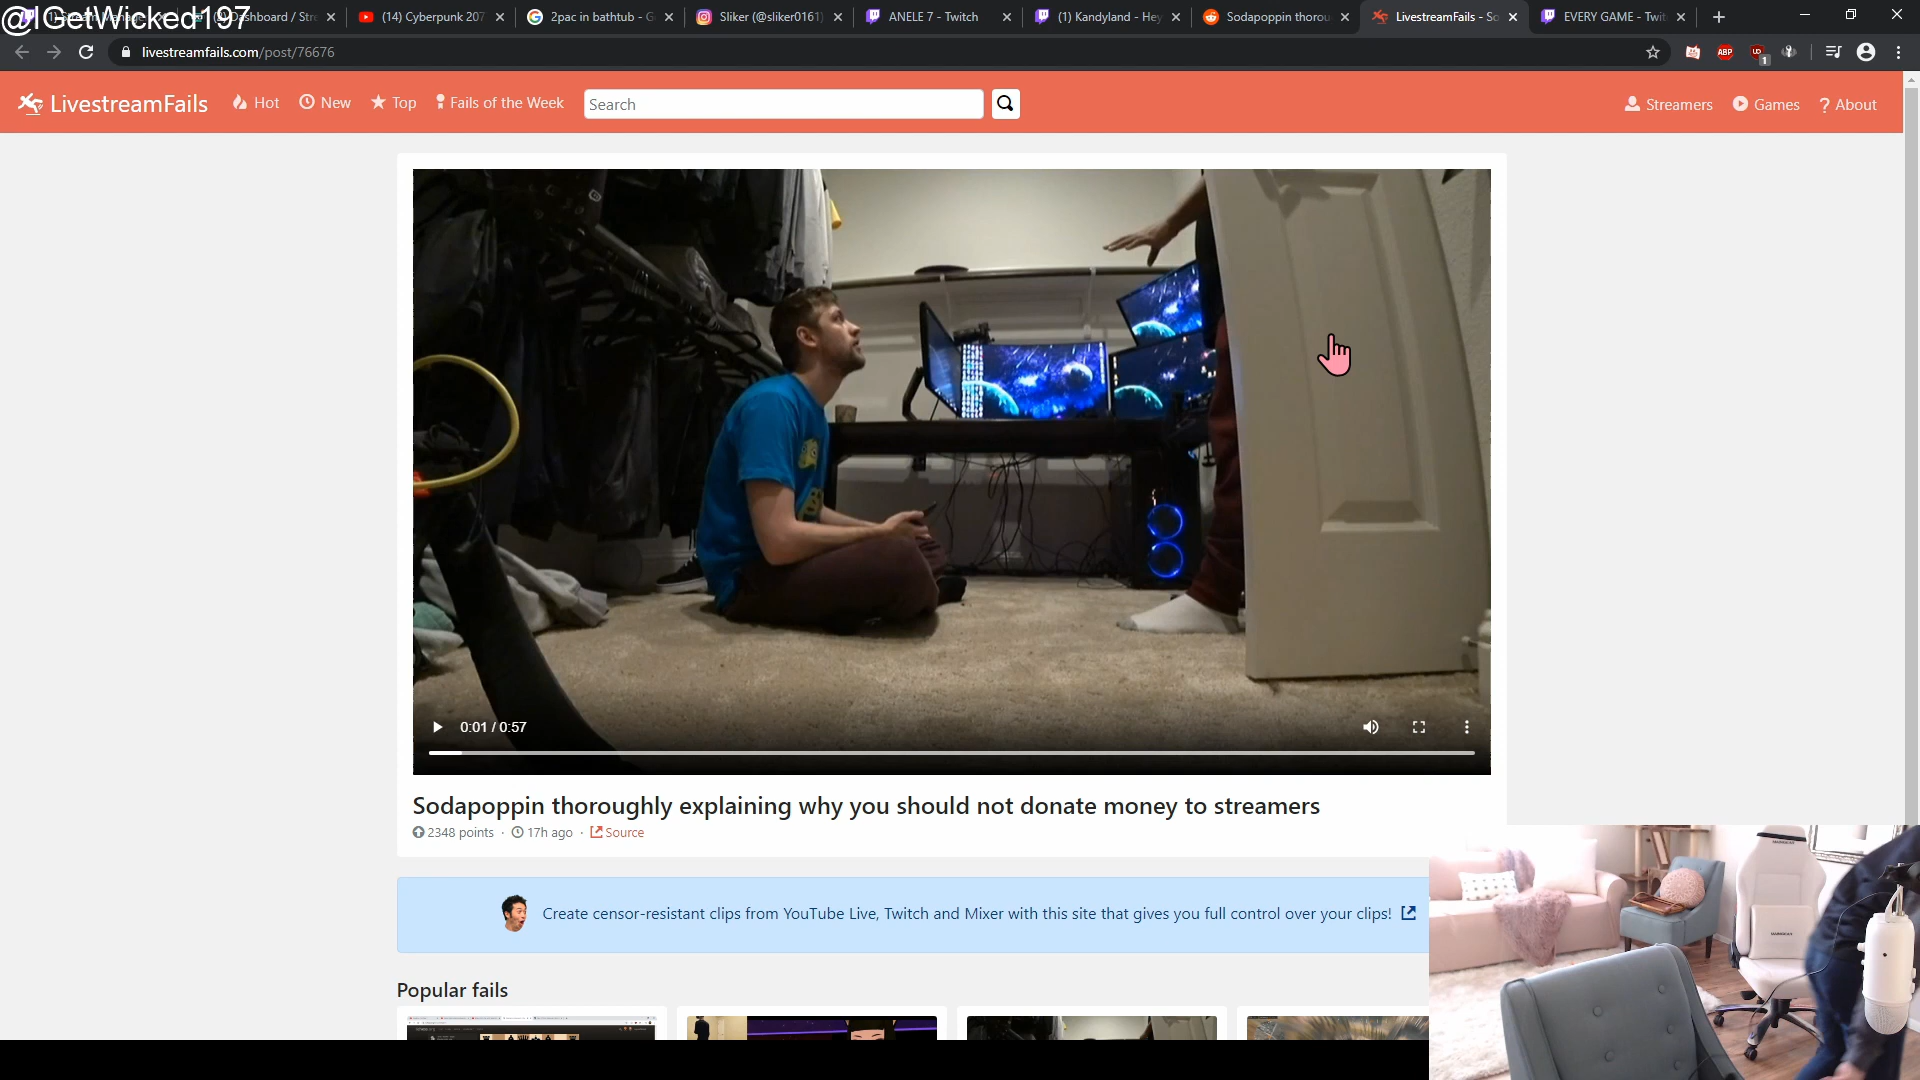 @IGetWicked197
(14) Cyberpunk 207
2pac in bathtub - G
Sliker (@sliker0161)
ANELE 7 - Twitch
(1) Kandyland - Hey
Sodapoppin thorou
LivestreamFails - So
EVERY GAME - Twit
livestreamfails.com/post/76676
ABP
1
LivestreamFails
Hot
New
Top
Fails of the Week
Search
Streamers
Games
? About
0:01 / 0:57
Sodapoppin thoroughly explaining why you should not donate money to streamers
2348 points · 17h ago · Source
Create censor-resistant clips from YouTube Live, Twitch and Mixer with this site that gives you full control over your clips!
Popular fails